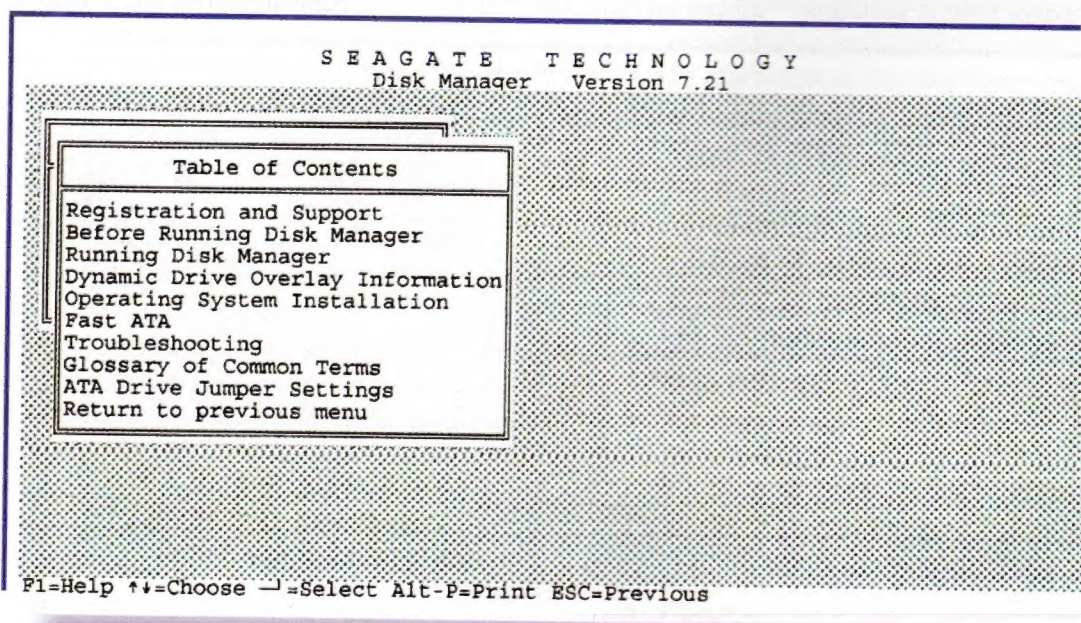 S E A G A T E   T E C H N O L O G Y
Disk Manager   Version 7.21
Table of Contents
Registration and Support
Before Running Disk Manager
Running Disk Manager
Dynamic Drive Overlay Information
Operating System Installation
Fast ATA
Troubleshooting
Glossary of Common Terms
ATA Drive Jumper Settings
Return to previous menu
F1=Help ↑↓=Choose ─┘=Select Alt-P=Print ESC=Previous